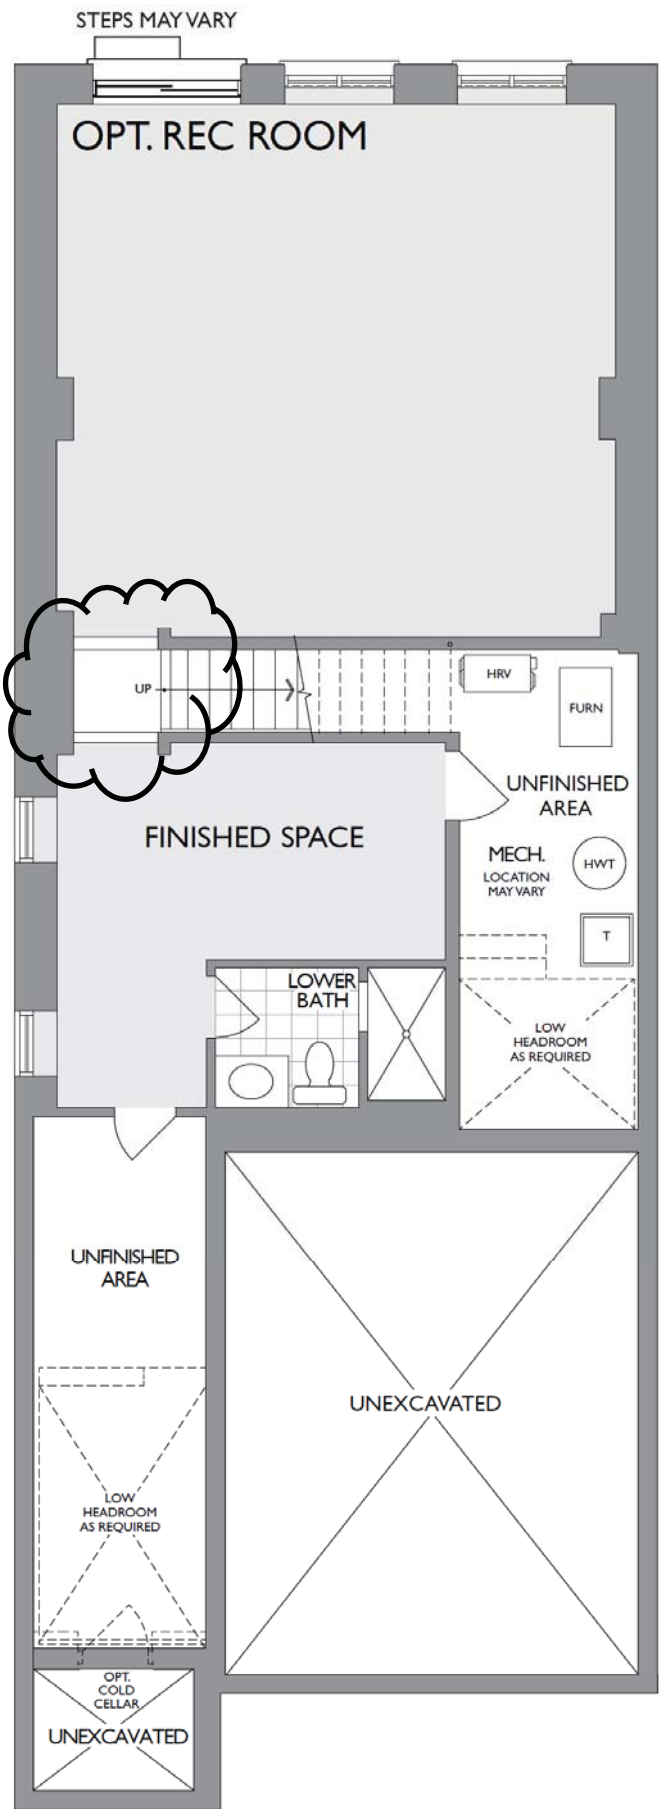 STEPS MAY VARY
OPT. REC ROOM
UP
HRV
FURN
UNFINISHED
AREA
FINISHED SPACE
MECH.
LOCATION
MAY VARY
HWT
T
LOWER
BATH
LOW
HEADROOM
AS REQUIRED
UNFINISHED
AREA
UNEXCAVATED
LOW
HEADROOM
AS REQUIRED
OPT.
COLD
CELLAR
UNEXCAVATED